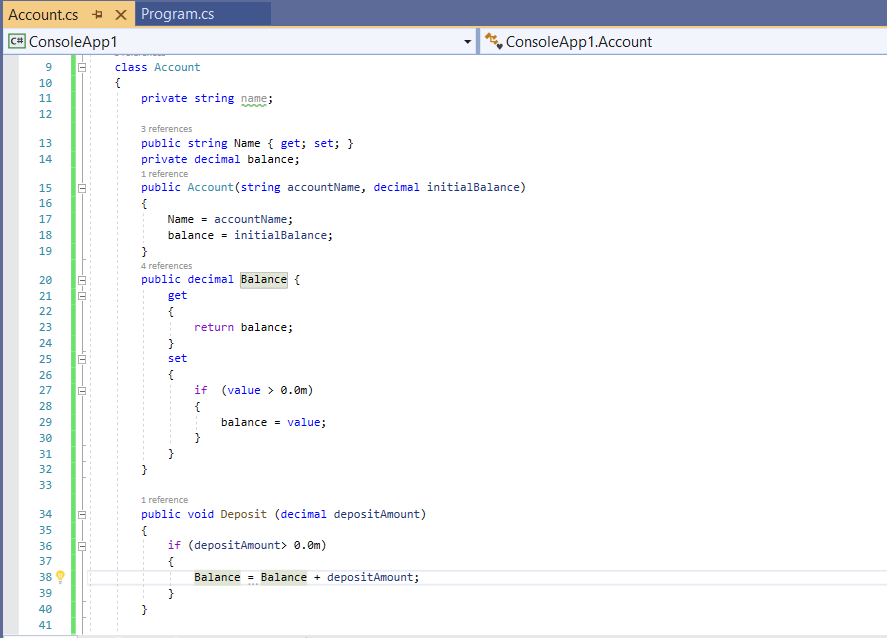 Account.cs Program.cs
C# ConsoleApp1 ConsoleApp1.Account
9 class Account
10 {
11 private string name;
12
3 references
13 public string Name { get; set; }
14 private decimal balance;
1 reference
15 public Account(string accountName, decimal initialBalance)
16 {
17 Name = accountName;
18 balance = initialBalance;
19 }
4 references
20 public decimal Balance {
21 get
22 {
23 return balance;
24 }
25 set
26 {
27 if (value > 0.0m)
28 {
29 balance = value;
30 }
31 }
32 }
33
1 reference
34 public void Deposit (decimal depositAmount)
35 {
36 if (depositAmount> 0.0m)
37 {
38 Balance = Balance + depositAmount;
39 }
40 }
41